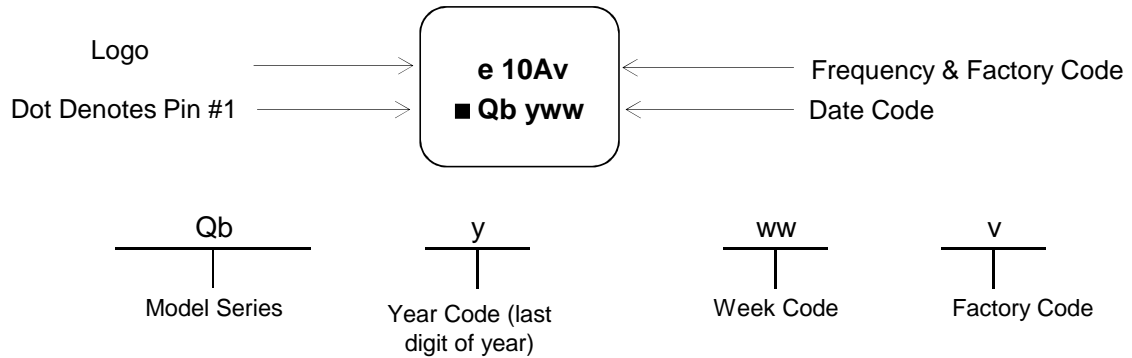 Logo
e 10Av
Frequency & Factory Code
Dot Denotes Pin #1
■ Qb yww
Date Code
Qb
y
ww
v
Model Series
Year Code (last
digit of year)
Week Code
Factory Code